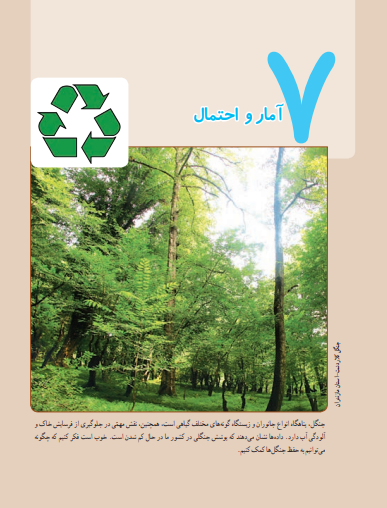 ۷
آمار و احتمال
جنگل کلاردشت - استان مازندران
جنگل، پناهگاه انواع جانوران و زیستگاه گونه‌های مختلف گیاهی است، همچنین، نقش مهمّی در جلوگیری از فرسایش خاک و
آلودگی آب دارد. داده‌ها نشان می‌دهند که پوشش جنگلی در کشور ما در حال کم شدن است. خوب است فکر کنیم که چگونه
می‌توانیم به حفظ جنگل‌ها کمک کنیم.